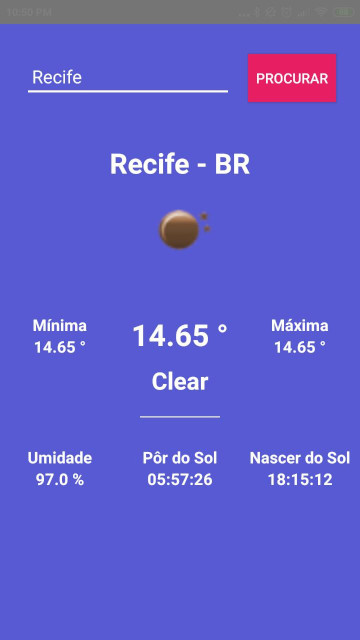 10:50 PM
Recife
PROCURAR
Recife - BR
Mínima
14.65 °
14.65 °
Máxima
14.65 °
Clear
Umidade
97.0 %
Pôr do Sol
05:57:26
Nascer do Sol
18:15:12